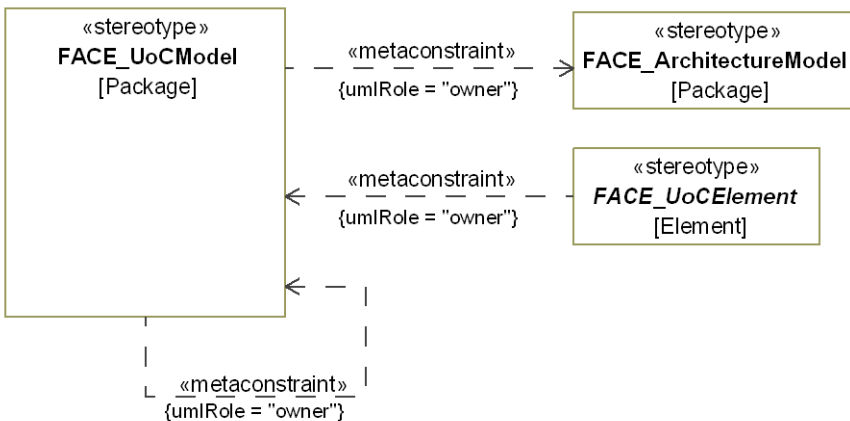 «stereotype»
FACE_UoCModel
[Package]
«metaconstraint»
{umlRole = "owner"}
«stereotype»
FACE_ArchitectureModel
[Package]
«metaconstraint»
{umlRole = "owner"}
«stereotype»
FACE_UoCElement
[Element]
«metaconstraint»
{umlRole = "owner"}